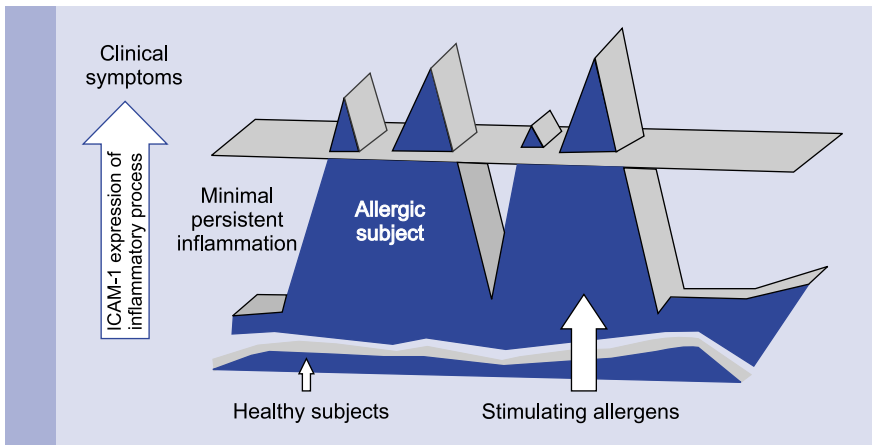 Clinical
symptoms
ICAM-1 expression of
inflammatory process
Minimal
persistent
inflammation
Allergic
subject
Healthy subjects
Stimulating allergens